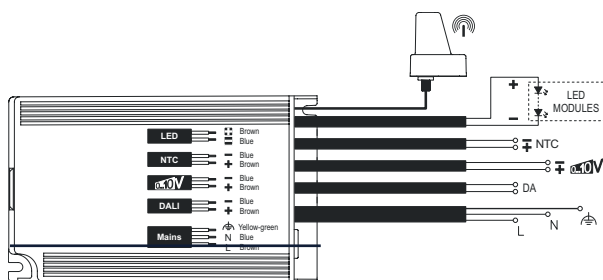 +
LED
MODULES
−
LED + Brown
− Blue
NTC − Blue
+ Brown
0-10V − Blue
+ Brown
DALI − Blue
+ Brown
Mains Yellow-green
N Blue
L Brown
− + NTC
− + 0-10V
DA
L N